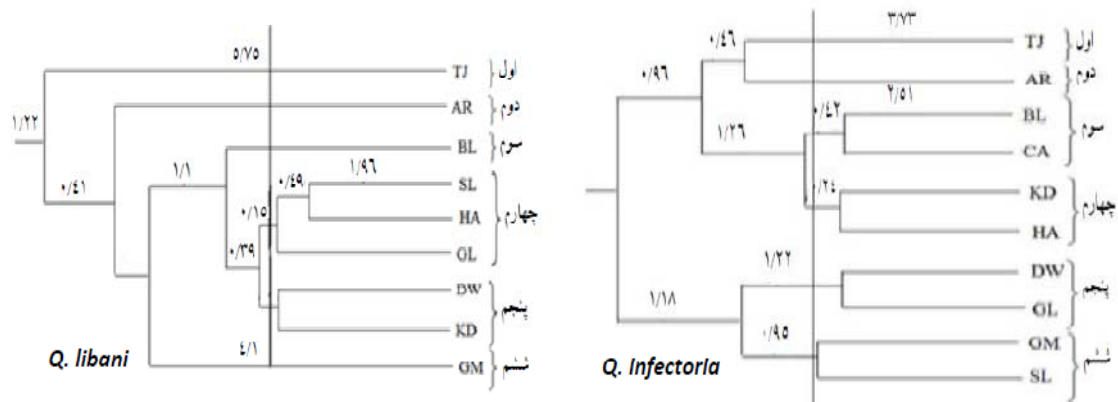 ۵/۷۵
TJ اول
۱/۲۲
AR دوم
۰/۴۱
BL سوم
۱/۱
۱/۹۶
۰/۴۹
SL
HA چهارم
۰/۱۵
GL
۰/۳۹
DW
KD پنجم
۴/۱
GM ششم
Q. libani
۳/۷۳
TJ اول
۰/۴۶
AR دوم
۰/۹۶
۲/۵۱
۰/۴۲
BL
سوم
۱/۲۶
CA
۰/۲۴
KD
چهارم
HA
۱/۲۲
DW
پنجم
GL
۱/۱۸
۰/۹۵
GM
ششم
SL
Q. infectoria